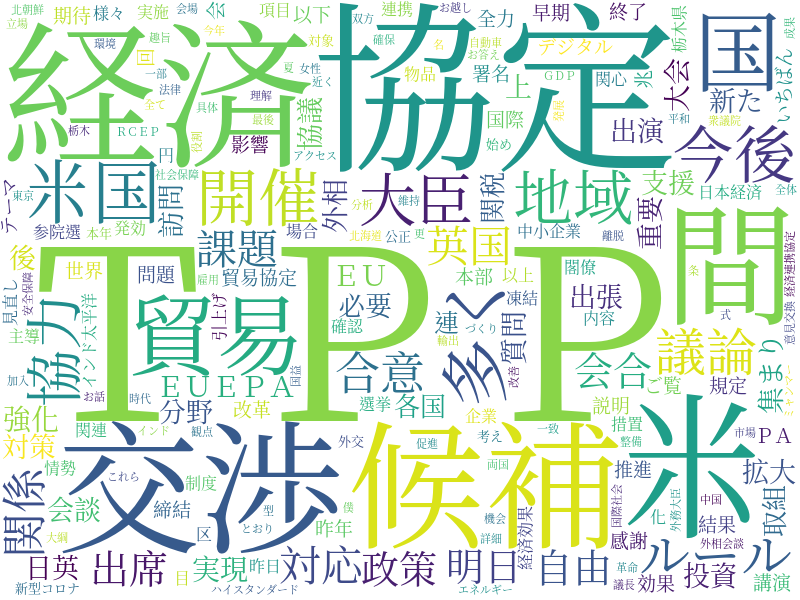 北朝鮮
様々
実施
会
会場
項目
以下
連携
双方
お越し
全力
早期
終了
栃木県
成果
立場
期待
環境
趣旨
回
今年
対象
確保
名
自動車
お答え
デジタル
経済
協定
国
一部
夏
女性
物品
署名
GDP
関心
兆
大会
いちばん
全て
法律
理解
近く
協議
上
国際
発展
平和
新た
衆議院
栃木
RCEP
役割
具体
最後
影響
円
アクセス
始め
出演
今後
米国
社会保障
訪問
開催
外相
大臣
維持
関税
地域
支援
日本経済
全体
テーマ
東京
参院選
本年
発効
場合
分析
北海道
公正
更
中小企業
重要
離脱
間
後
世界
課題
英国
閣僚
条
経済連携協定
見直し
安全保障
問題
雇用
貿易協定
EU
本部
以上
出張
式
意見交換
主導
インド太平洋
協力
TPP
貿易
引上げ
必要
確認
連
凍結
内容
づくり
質問
多く
議論
集まり
加入
お話
時代
国益
合意
輸出
改善
会合
ご覧
規定
ミャンマー
EUEPA
分野
改革
選挙
各国
企業
説明
措置
市場
PA
強化
対策
関連
インド
観点
交渉
候補
米
外交
促進
考え
一致
整備
推進
拡大
情勢
これら
制度
両国
国際社会
外務大臣
中国
取組
関係
会談
締結
型
僕
区
とおり
昨年
機会
詳細
経済効果
化
結果
外相会談
大綱
日英
出席
目
実現
昨日
対応
政策
明日
自由
ルール
感謝
議長
革命
効果
投資
講演
新型コロナ
ハイスタンダード
エネルギー